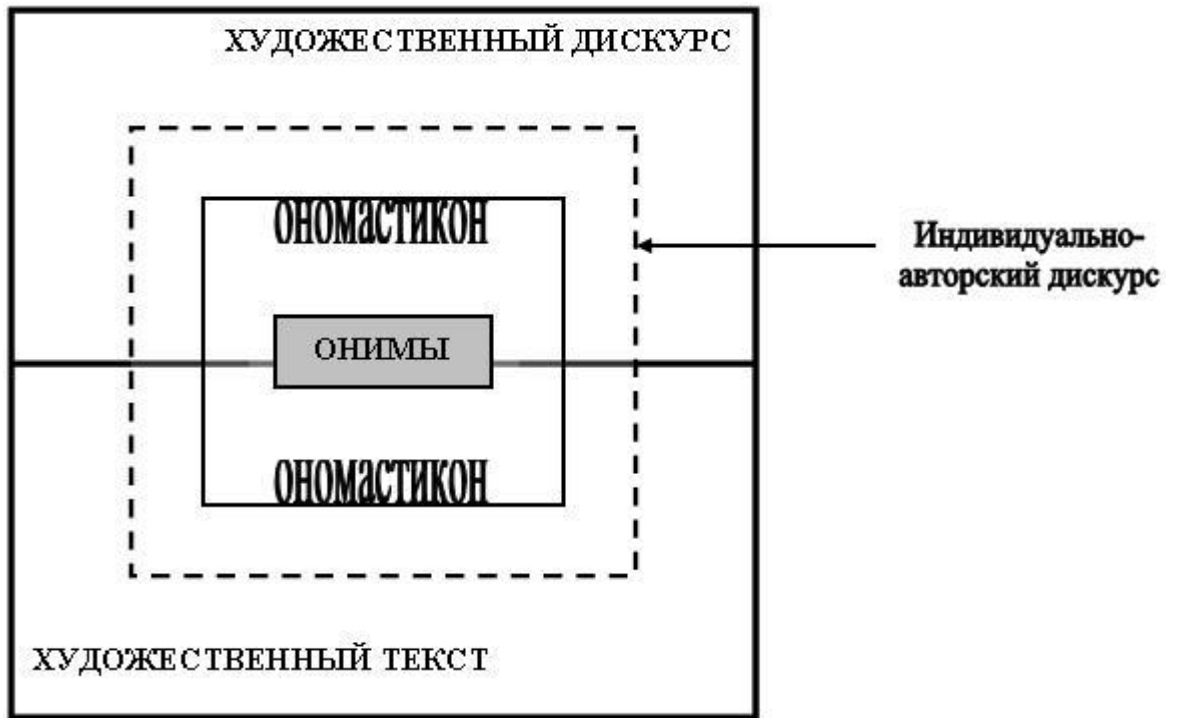 ХУДОЖЕСТВЕННЫЙ ДИСКУРС
ономастикон
Индивидуально-
авторский дискурс
ОНИМЫ
ономастикон
ХУДОЖЕСТВЕННЫЙ ТЕКСТ